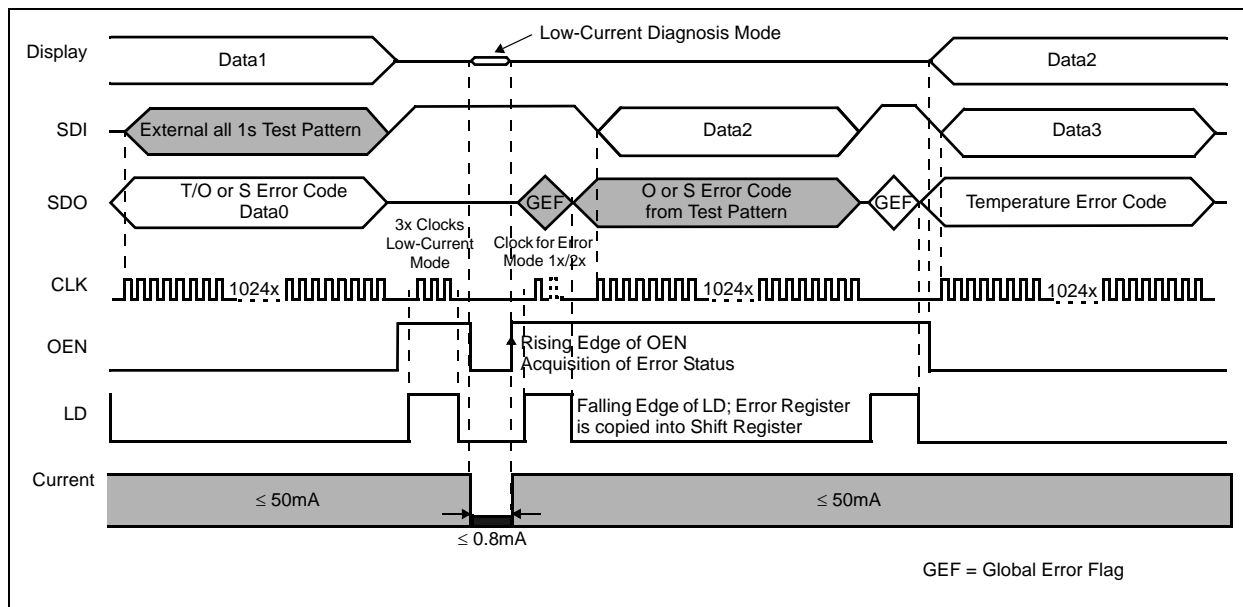 Low-Current Diagnosis Mode
Display
Data1
Data2
SDI
External all 1s Test Pattern
Data2
Data3
SDO
T/O or S Error Code
Data0
GEF
O or S Error Code
from Test Pattern
GEF
Temperature Error Code
3x Clocks
Low-Current
Mode
Clock for Error
Mode 1x/2x
CLK
1024x
1024x
1024x
OEN
Rising Edge of OEN
Acquisition of Error Status
LD
Falling Edge of LD; Error Register
is copied into Shift Register
Current
≤ 50mA
≤ 50mA
≤ 0.8mA
GEF = Global Error Flag